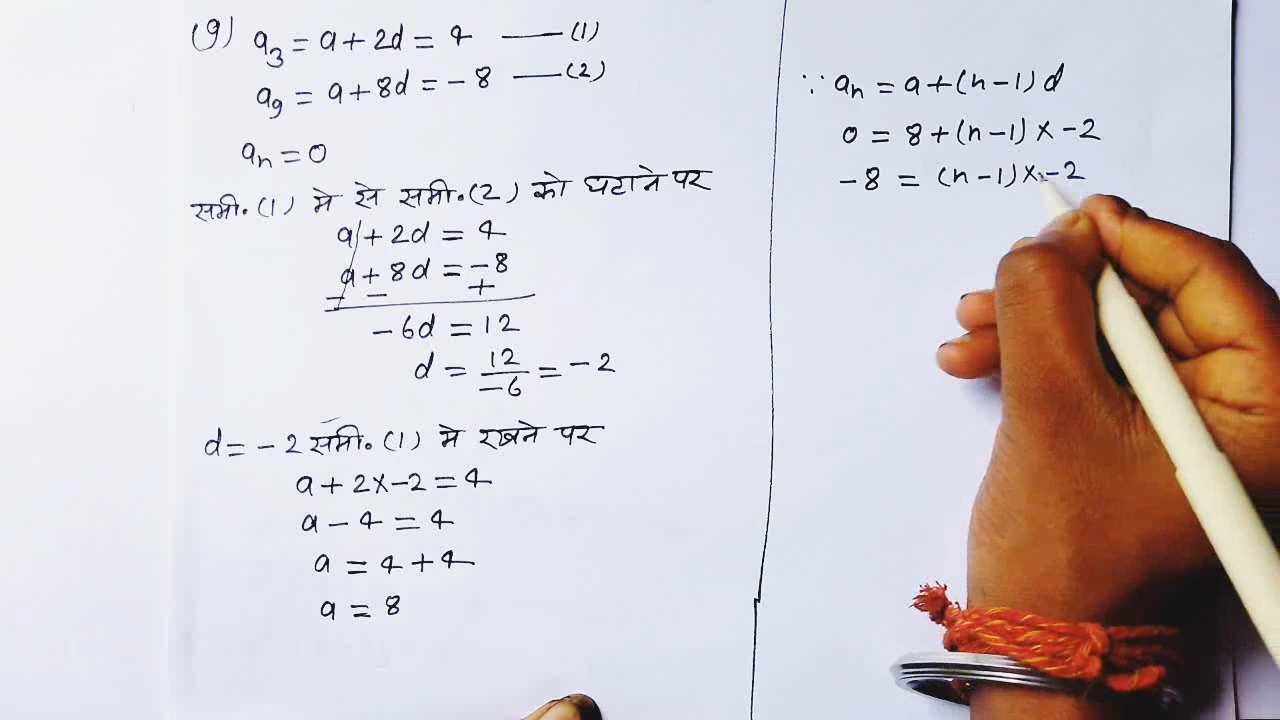 (9) a₃ = a + 2d = 4 —— (1)
a₉ = a + 8d = -8 —— (2)
aₙ = 0
समी. (1) मे से समी. (2) को घटाने पर
a + 2d = 4
a + 8d = -8
- - +
-6d = 12
d = 12/-6 = -2
d = -2 समी. (1) मे रखने पर
a + 2x-2 = 4
a - 4 = 4
a = 4 + 4
a = 8
∵ aₙ = a + (n-1) d
0 = 8 + (n-1) x -2
-8 = (n-1) x -2